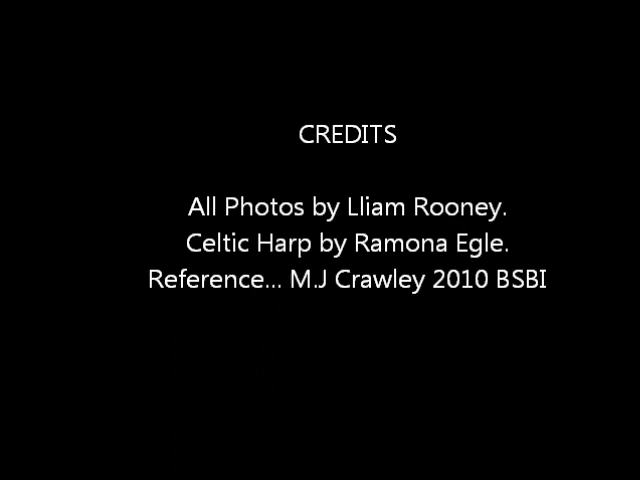 CREDITS
All Photos by Lliam Rooney.
Celtic Harp by Ramona Egle.
Reference... M.J Crawley 2010 BSBI